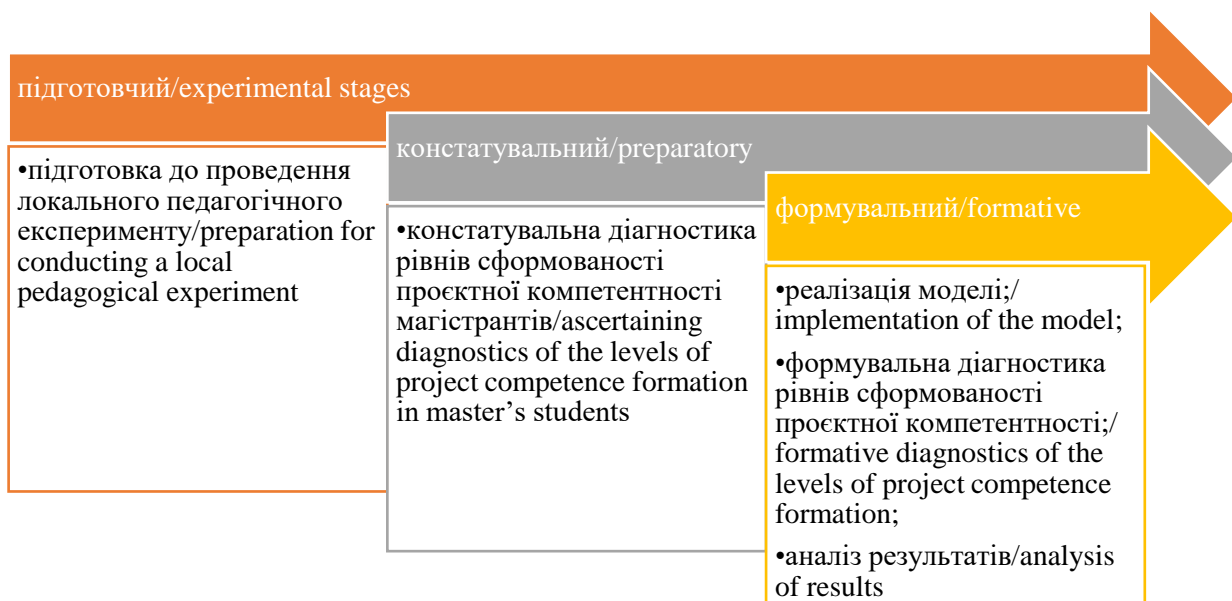 підготовчий/experimental stages
•підготовка до проведення
локального педагогічного
експерименту/preparation for
conducting a local
pedagogical experiment
констатувальний/preparatory
•констатувальна діагностика
рівнів сформованості
проєктної компетентності
магістрантів/ascertaining
diagnostics of the levels of
project competence formation
in master’s students
формувальний/formative
•реалізація моделі;/
implementation of the model;
•формувальна діагностика
рівнів сформованості
проєктної компетентності;/
formative diagnostics of the
levels of project competence
formation;
•аналіз результатів/analysis
of results